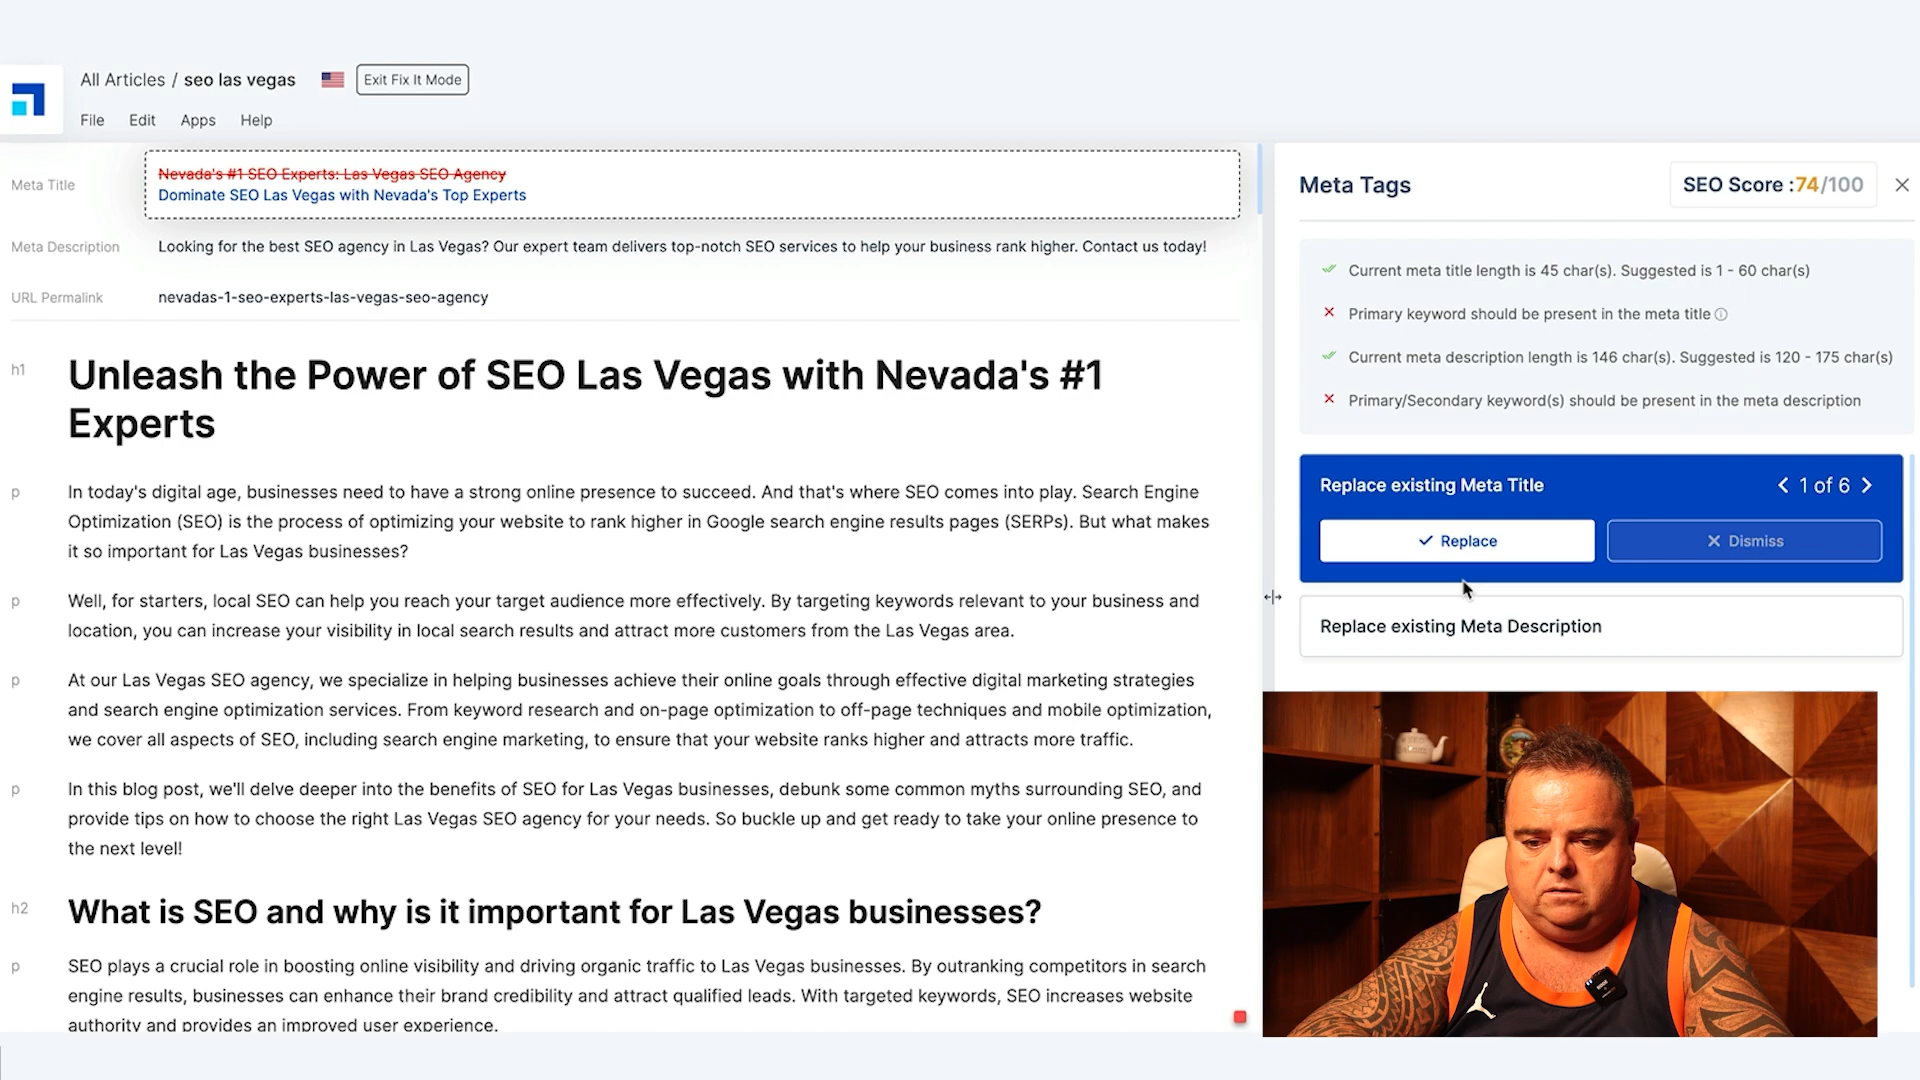 All Articles / seo las vegas
Exit Fix It Mode
File Edit Apps Help
Meta Title
Nevada's #1 SEO Experts: Las Vegas SEO Agency
Dominate SEO Las Vegas with Nevada's Top Experts
Meta Description
Looking for the best SEO agency in Las Vegas? Our expert team delivers top-notch SEO services to help your business rank higher. Contact us today!
URL Permalink
nevadas-1-seo-experts-las-vegas-seo-agency
h1
Unleash the Power of SEO Las Vegas with Nevada's #1
Experts
p
In today's digital age, businesses need to have a strong online presence to succeed. And that's where SEO comes into play. Search Engine
Optimization (SEO) is the process of optimizing your website to rank higher in Google search engine results pages (SERPs). But what makes
it so important for Las Vegas businesses?
p
Well, for starters, local SEO can help you reach your target audience more effectively. By targeting keywords relevant to your business and
location, you can increase your visibility in local search results and attract more customers from the Las Vegas area.
p
At our Las Vegas SEO agency, we specialize in helping businesses achieve their online goals through effective digital marketing strategies
and search engine optimization services. From keyword research and on-page optimization to off-page techniques and mobile optimization,
we cover all aspects of SEO, including search engine marketing, to ensure that your website ranks higher and attracts more traffic.
p
In this blog post, we'll delve deeper into the benefits of SEO for Las Vegas businesses, debunk some common myths surrounding SEO, and
provide tips on how to choose the right Las Vegas SEO agency for your needs. So buckle up and get ready to take your online presence to
the next level!
h2
What is SEO and why is it important for Las Vegas businesses?
p
SEO plays a crucial role in boosting online visibility and driving organic traffic to Las Vegas businesses. By outranking competitors in search
engine results, businesses can enhance their brand credibility and attract qualified leads. With targeted keywords, SEO increases website
authority and provides an improved user experience.
Meta Tags
SEO Score :74/100
Current meta title length is 45 char(s). Suggested is 1 - 60 char(s)
Primary keyword should be present in the meta title
Current meta description length is 146 char(s). Suggested is 120 - 175 char(s)
Primary/Secondary keyword(s) should be present in the meta description
Replace existing Meta Title
1 of 6
Replace
Dismiss
Replace existing Meta Description